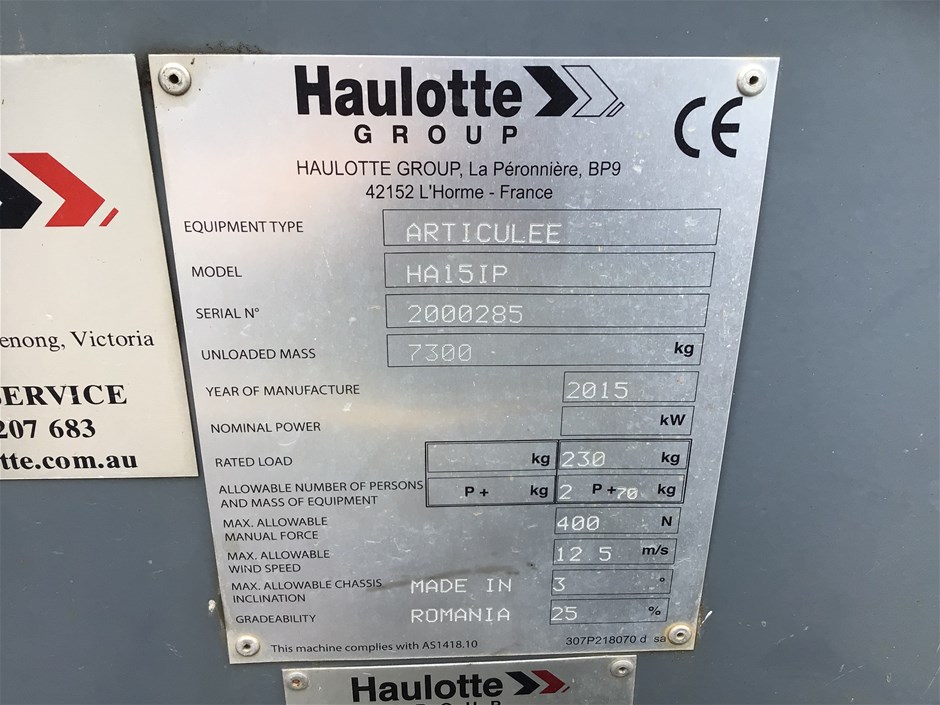 Haulotte
GROUP
CE
HAULOTTE GROUP, La Péronnière, BP9
42152 L'Horme - France
EQUIPMENT TYPE ARTICULEE
MODEL HA15IP
SERIAL N° 2000285
UNLOADED MASS 7300 kg
YEAR OF MANUFACTURE 2015
NOMINAL POWER kW
RATED LOAD kg 230 kg
ALLOWABLE NUMBER OF PERSONS
AND MASS OF EQUIPMENT P + kg 2 P +70 kg
MAX. ALLOWABLE
MANUAL FORCE 400 N
MAX. ALLOWABLE
WIND SPEED 12 5 m/s
MAX. ALLOWABLE CHASSIS
INCLINATION MADE IN 3 °
GRADEABILITY ROMANIA 25 %
This machine complies with AS1418.10 307P218070 d
enong, Victoria
SERVICE
207 683
tte.com.au
Haulotte